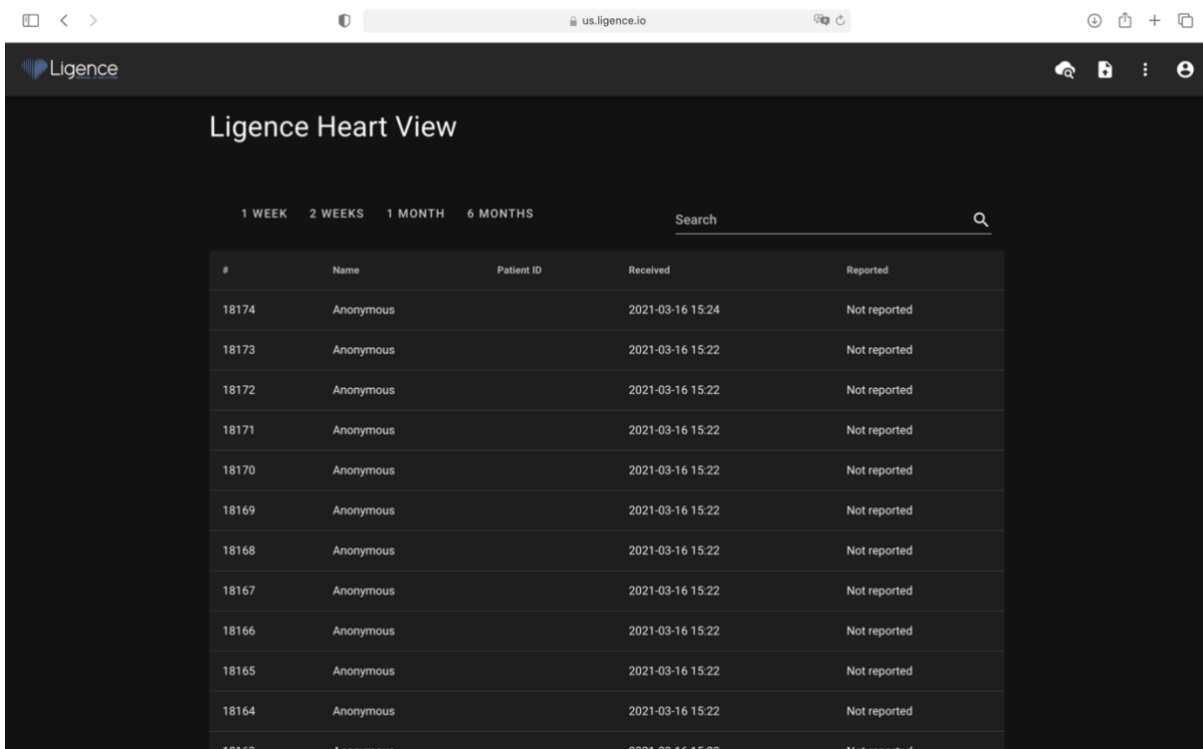 us.ligence.io
Ligence
Ligence Heart View
1 WEEK 2 WEEKS 1 MONTH 6 MONTHS Search
# Name Patient ID Received Reported
18174 Anonymous 2021-03-16 15:24 Not reported
18173 Anonymous 2021-03-16 15:22 Not reported
18172 Anonymous 2021-03-16 15:22 Not reported
18171 Anonymous 2021-03-16 15:22 Not reported
18170 Anonymous 2021-03-16 15:22 Not reported
18169 Anonymous 2021-03-16 15:22 Not reported
18168 Anonymous 2021-03-16 15:22 Not reported
18167 Anonymous 2021-03-16 15:22 Not reported
18166 Anonymous 2021-03-16 15:22 Not reported
18165 Anonymous 2021-03-16 15:22 Not reported
18164 Anonymous 2021-03-16 15:22 Not reported